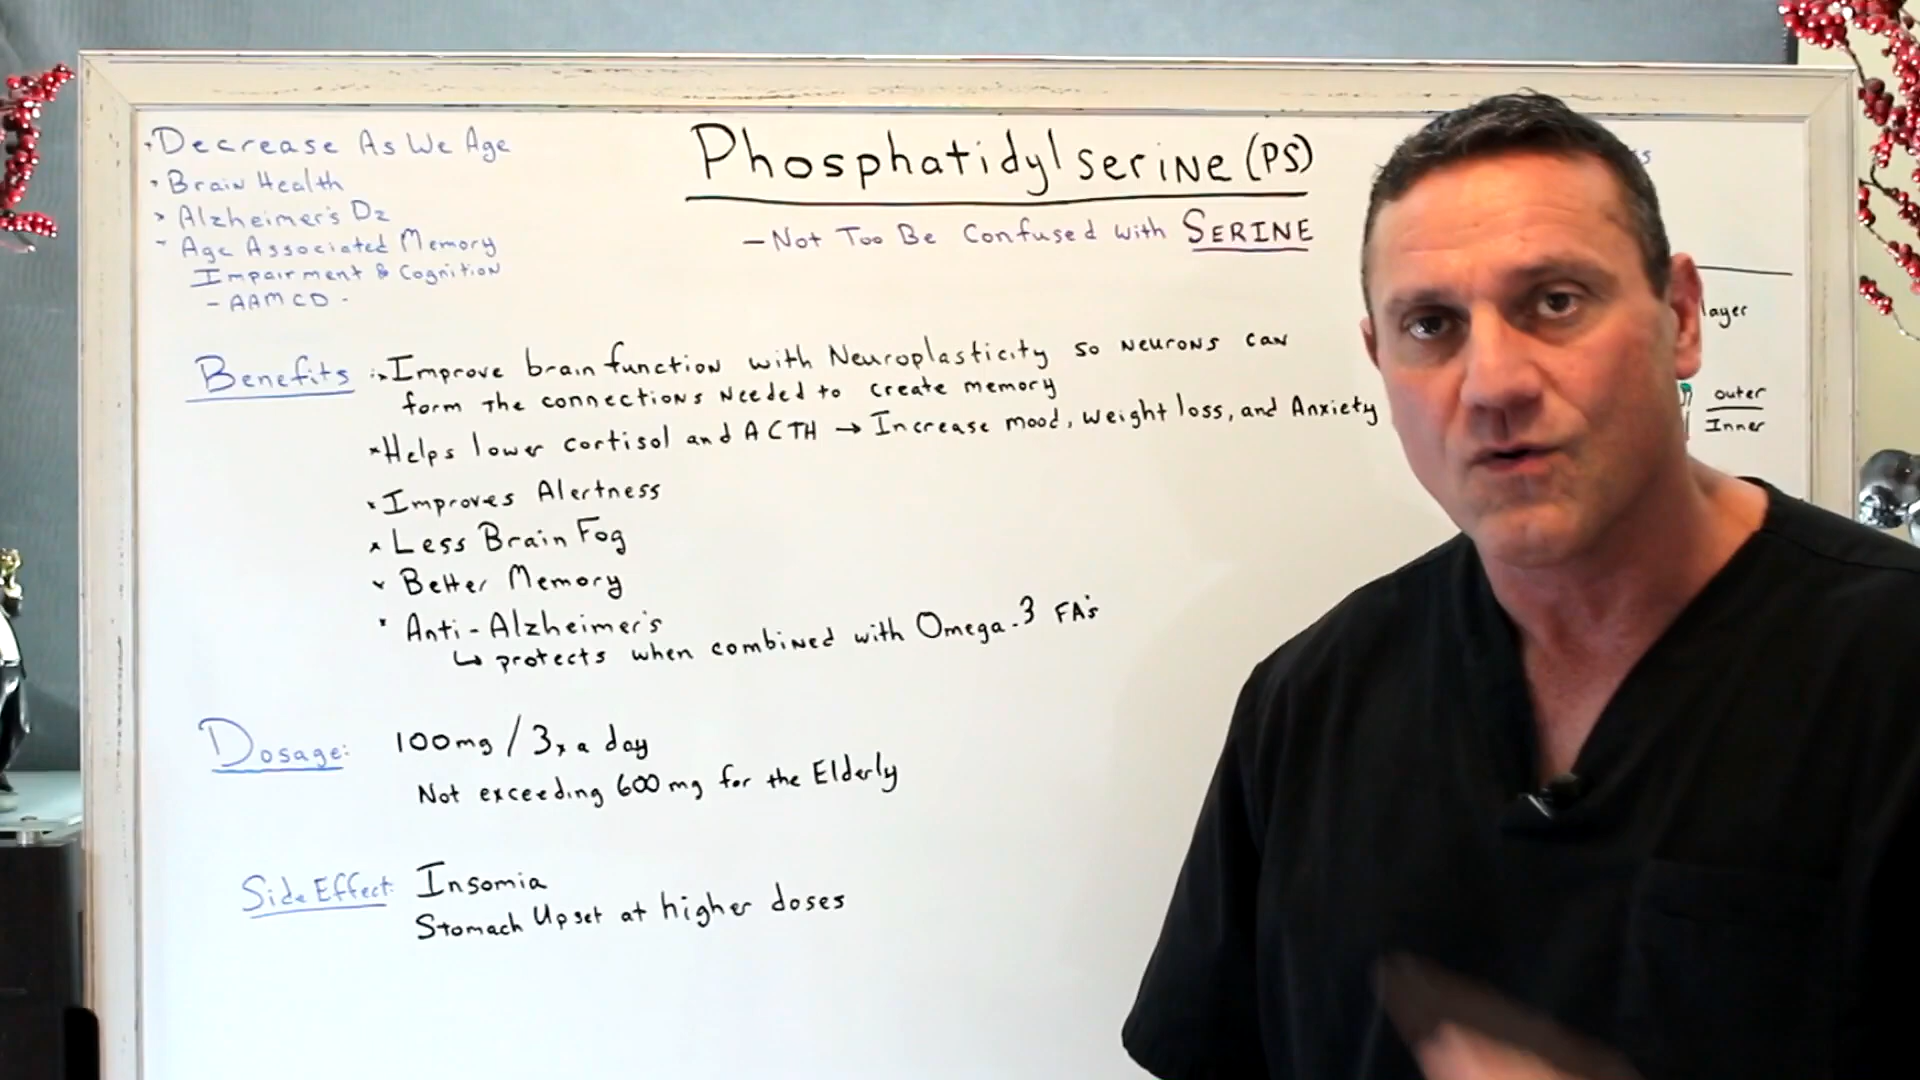 Decrease As We Age
Brain Health
Alzheimer's Dz
Age Associated Memory
Impairment & Cognition
- AAMCD -
Phosphatidylserine (PS)
- Not Too Be Confused with SERINE
layer
outer
Inner
Benefits: Improve brain function with Neuroplasticity so neurons can
form the connections needed to create memory
Helps lower cortisol and ACTH → Increase mood, weight loss, and Anxiety
Improves Alertness
Less Brain Fog
Better Memory
Anti-Alzheimer's
↳ protects when combined with Omega-3 FA's
Dosage: 100mg / 3x a day
Not exceeding 600 mg for the Elderly
Side Effect: Insomia
Stomach Upset at higher doses